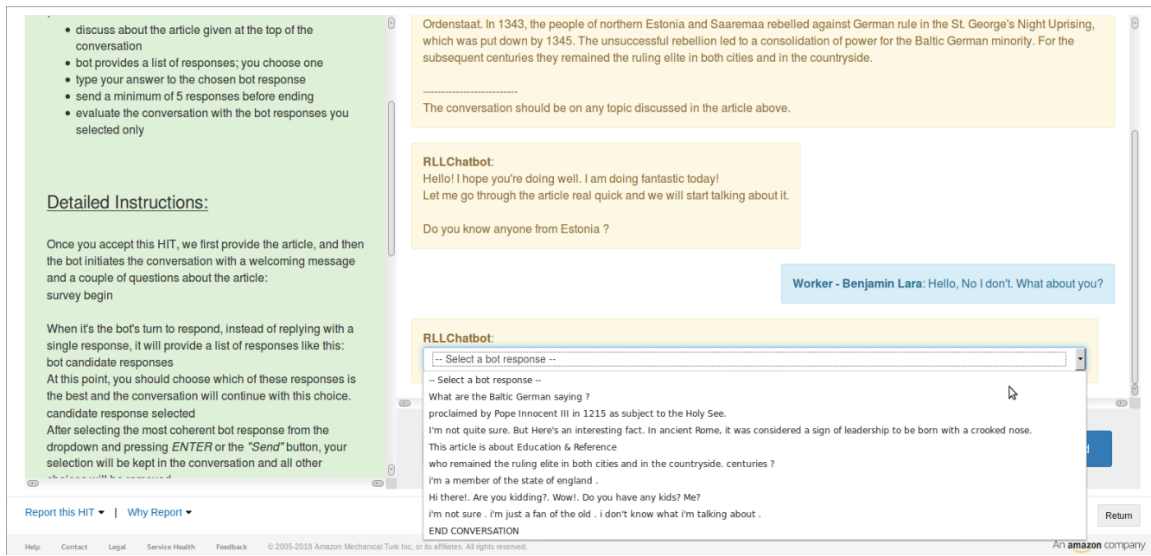 discuss about the article given at the top of the
conversation
bot provides a list of responses; you choose one
type your answer to the chosen bot response
send a minimum of 5 responses before ending
evaluate the conversation with the bot responses you
selected only
Detailed Instructions:
Once you accept this HIT, we first provide the article, and then
the bot initiates the conversation with a welcoming message
and a couple of questions about the article:
survey begin
When it's the bot's turn to respond, instead of replying with a
single response, it will provide a list of responses like this:
bot candidate responses
At this point, you should choose which of these responses is
the best and the conversation will continue with this choice.
candidate response selected
After selecting the most coherent bot response from the
dropdown and pressing ENTER or the "Send" button, your
selection will be kept in the conversation and all other
Ordenstaat. In 1343, the people of northern Estonia and Saaremaa rebelled against German rule in the St. George's Night Uprising,
which was put down by 1345. The unsuccessful rebellion led to a consolidation of power for the Baltic German minority. For the
subsequent centuries they remained the ruling elite in both cities and in the countryside.
--------------------------
The conversation should be on any topic discussed in the article above.
RLLChatbot:
Hello! I hope you're doing well. I am doing fantastic today!
Let me go through the article real quick and we will start talking about it.
Do you know anyone from Estonia ?
Worker - Benjamin Lara: Hello, No I don't. What about you?
RLLChatbot:
-- Select a bot response --
-- Select a bot response --
What are the Baltic German saying ?
proclaimed by Pope Innocent III in 1215 as subject to the Holy See.
I'm not quite sure. But Here's an interesting fact. In ancient Rome, it was considered a sign of leadership to be born with a crooked nose.
This article is about Education & Reference
who remained the ruling elite in both cities and in the countryside. centuries ?
i'm a member of the state of england .
Hi there!. Are you kidding?. Wow!. Do you have any kids? Me?
i'm not sure . i'm just a fan of the old . i don't know what i'm talking about .
END CONVERSATION
Report this HIT | Why Report
Return
Help Contact Legal Service Health Feedback © 2005-2018 Amazon Mechanical Turk Inc, or its affiliates. All rights reserved.
An amazon company